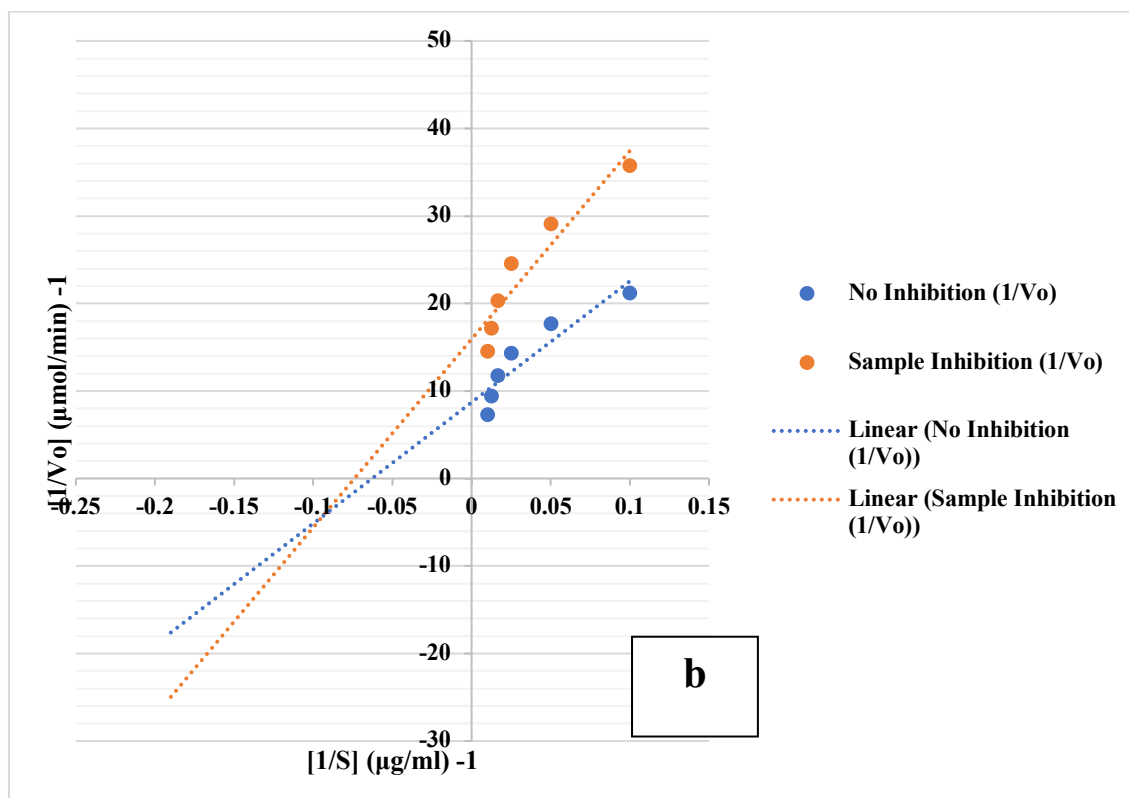 50
40
30
20
10
0
-10
-20
-30
-0.25
-0.2
-0.15
-0.1
-0.05
0
0.05
0.1
0.15
[1/Vo] (µmol/min) -1
[1/S] (µg/ml) -1
No Inhibition (1/Vo)
Sample Inhibition (1/Vo)
Linear (No Inhibition
(1/Vo))
Linear (Sample Inhibition
(1/Vo))
b